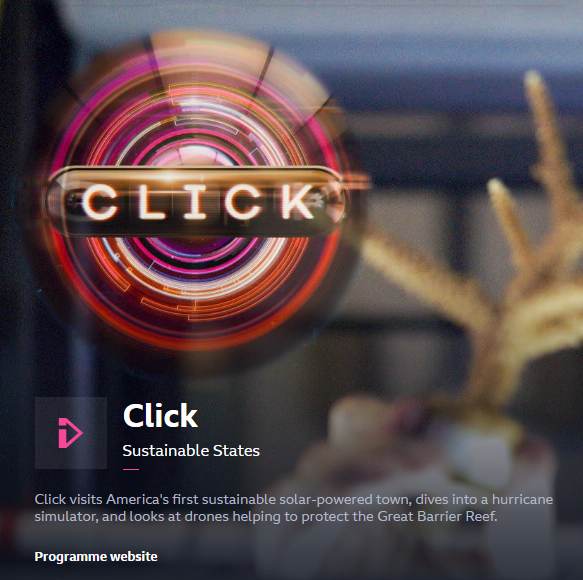 CLICK
Click
Sustainable States
Click visits America's first sustainable solar-powered town, dives into a hurricane
simulator, and looks at drones helping to protect the Great Barrier Reef.
Programme website